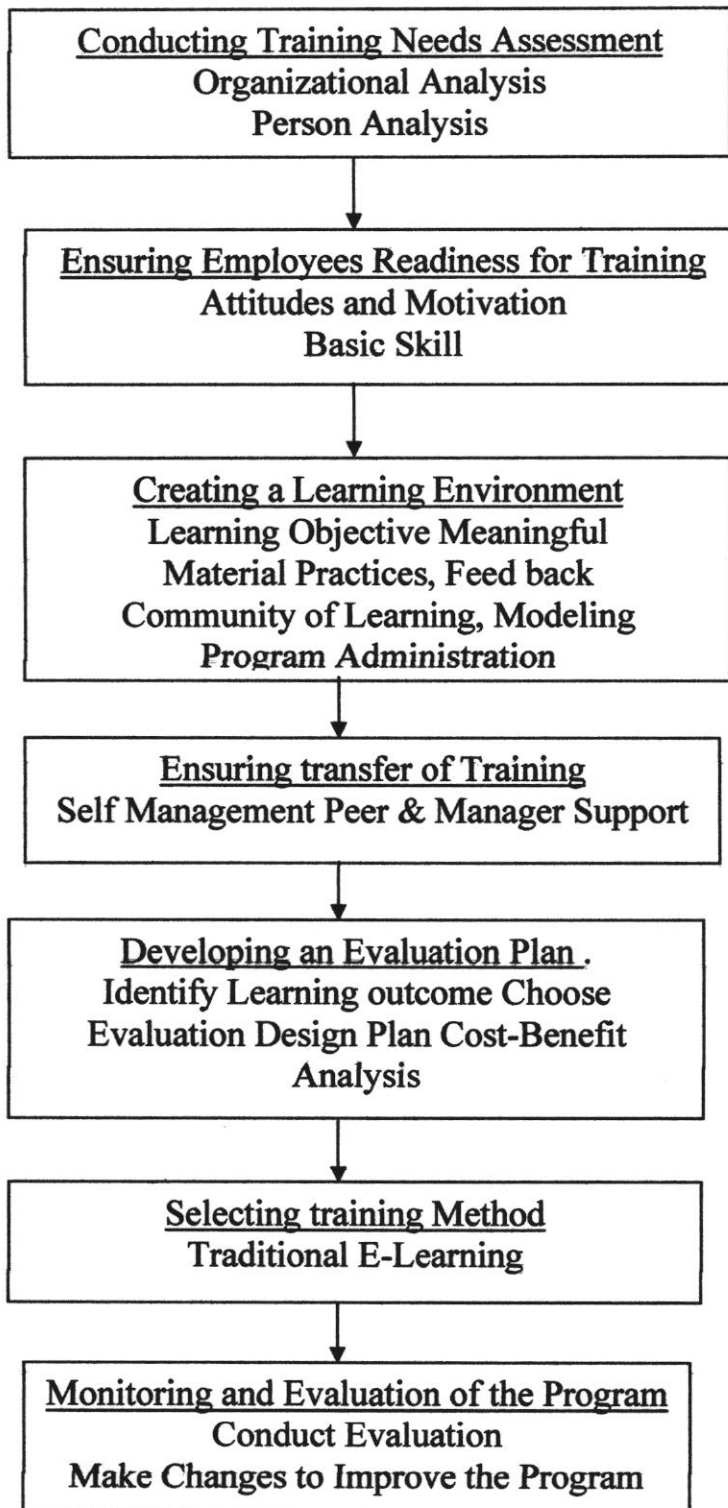 Conducting Training Needs Assessment
Organizational Analysis
Person Analysis
Ensuring Employees Readiness for Training
Attitudes and Motivation
Basic Skill
Creating a Learning Environment
Learning Objective Meaningful
Material Practices, Feed back
Community of Learning, Modeling
Program Administration
Ensuring transfer of Training
Self Management Peer & Manager Support
Developing an Evaluation Plan .
Identify Learning outcome Choose
Evaluation Design Plan Cost-Benefit
Analysis
Selecting training Method
Traditional E-Learning
Monitoring and Evaluation of the Program
Conduct Evaluation
Make Changes to Improve the Program